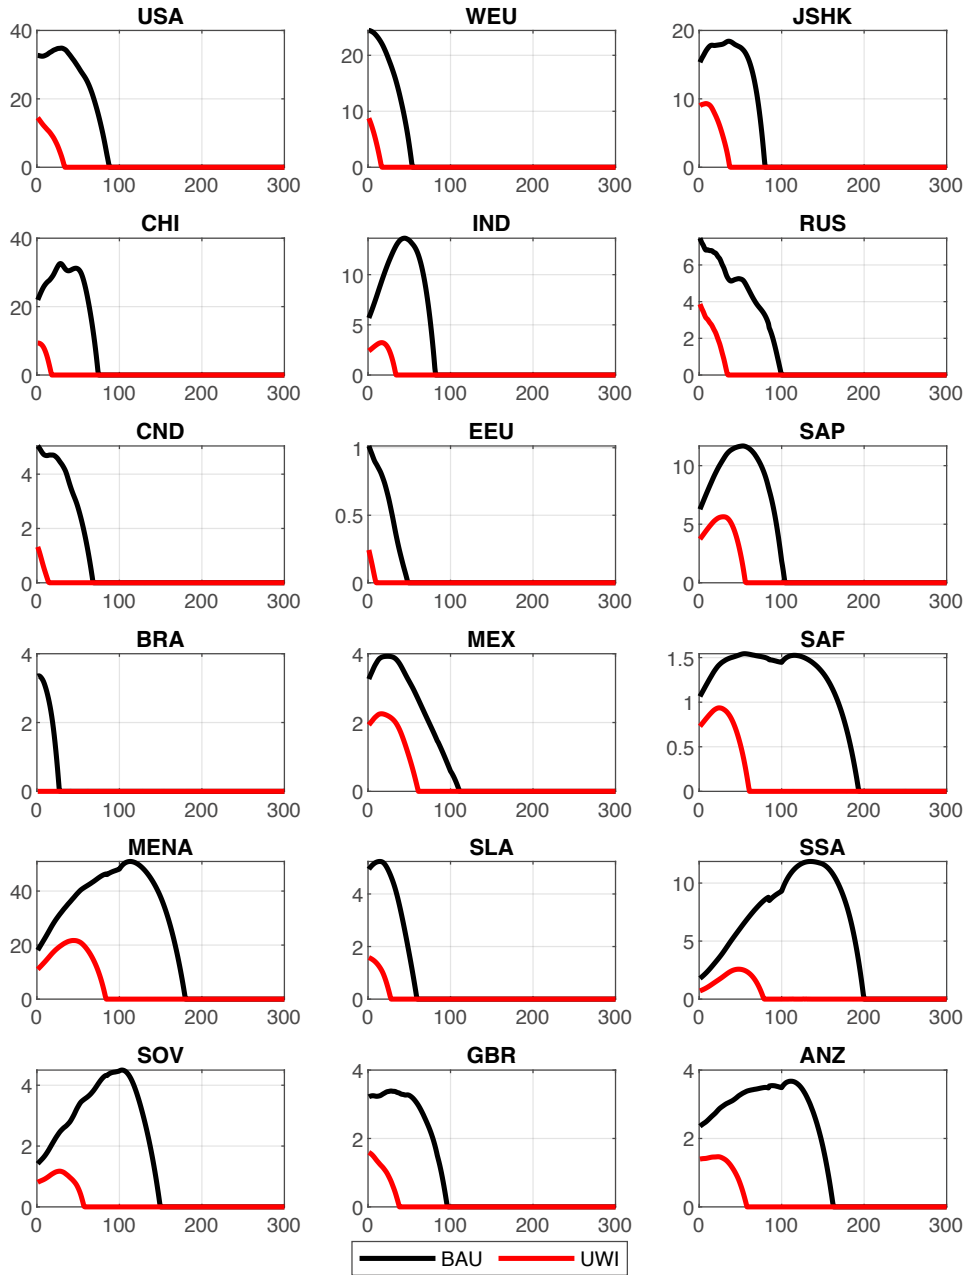 USA WEU JSHK
40 20 0
0 100 200 300
20 10 0
0 100 200 300
20 10 0
0 100 200 300
CHI IND RUS
40 20 0
0 100 200 300
10 5 0
0 100 200 300
6 4 2 0
0 100 200 300
CND EEU SAP
4 2 0
0 100 200 300
1 0.5 0
0 100 200 300
10 5 0
0 100 200 300
BRA MEX SAF
4 2 0
0 100 200 300
4 2 0
0 100 200 300
1.5 1 0.5 0
0 100 200 300
MENA SLA SSA
40 20 0
0 100 200 300
4 2 0
0 100 200 300
10 5 0
0 100 200 300
SOV GBR ANZ
4 2 0
0 100 200 300
4 2 0
0 100 200 300
4 2 0
0 100 200 300
BAU UWI